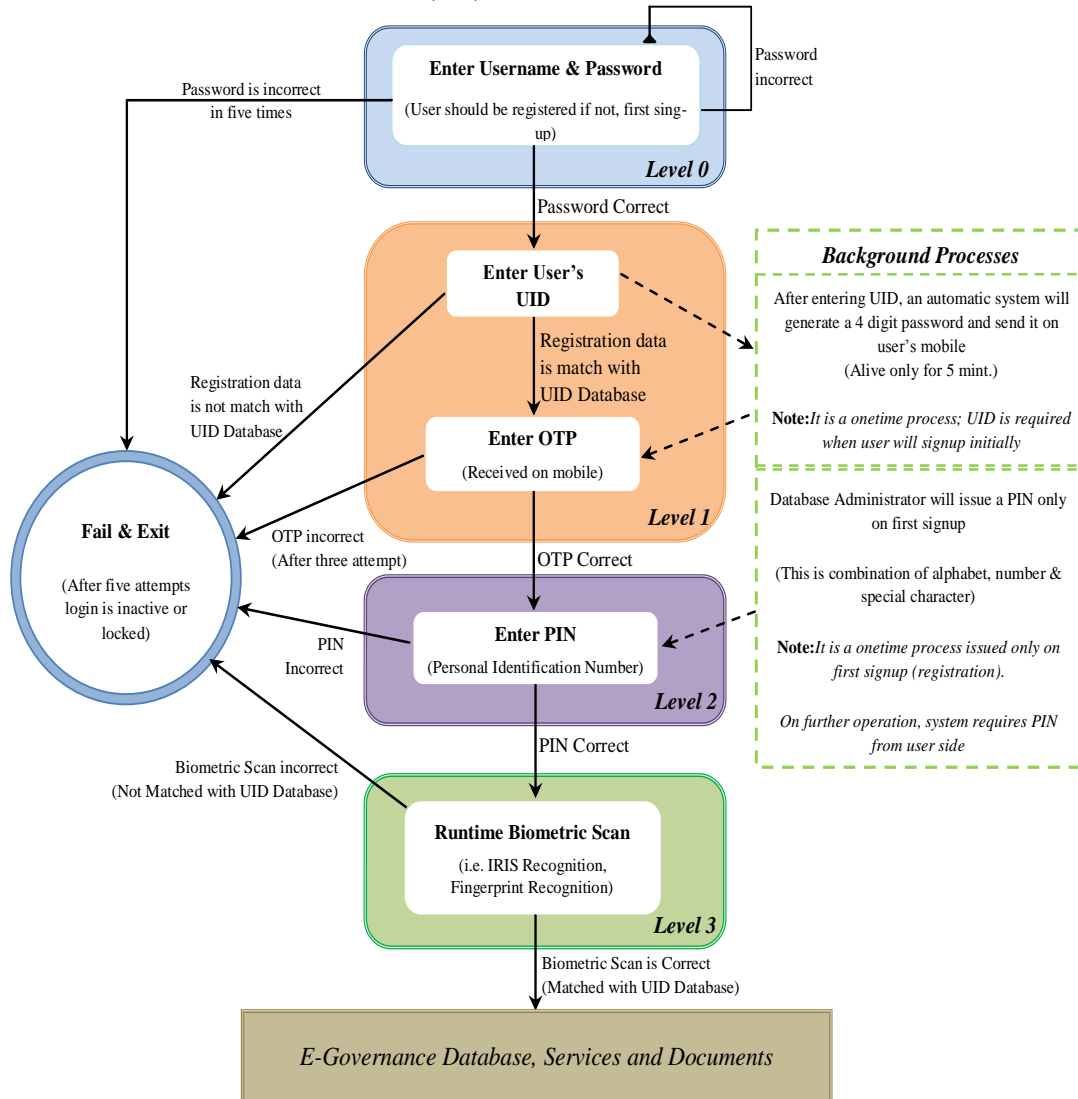 Password
incorrect
Enter Username & Password
(User should be registered if not, first sing-
up)
Level 0
Password is incorrect
in five times
Password Correct
Enter User's
UID
Registration data
is match with
UID Database
Registration data
is not match with
UID Database
Enter OTP
(Received on mobile)
Level 1
OTP incorrect
(After three attempt)
OTP Correct
Background Processes
After entering UID, an automatic system will
generate a 4 digit password and send it on
user's mobile
(Alive only for 5 mint.)
Note:It is a onetime process; UID is required
when user will signup initially
Database Administrator will issue a PIN only
on first signup
(This is combination of alphabet, number &
special character)
Note:It is a onetime process issued only on
first signup (registration).
On further operation, system requires PIN
from user side
Fail & Exit
(After five attempts
login is inactive or
locked)
Enter PIN
(Personal Identification Number)
Level 2
PIN
Incorrect
PIN Correct
Biometric Scan incorrect
(Not Matched with UID Database)
Runtime Biometric Scan
(i.e. IRIS Recognition,
Fingerprint Recognition)
Level 3
Biometric Scan is Correct
(Matched with UID Database)
E-Governance Database, Services and Documents